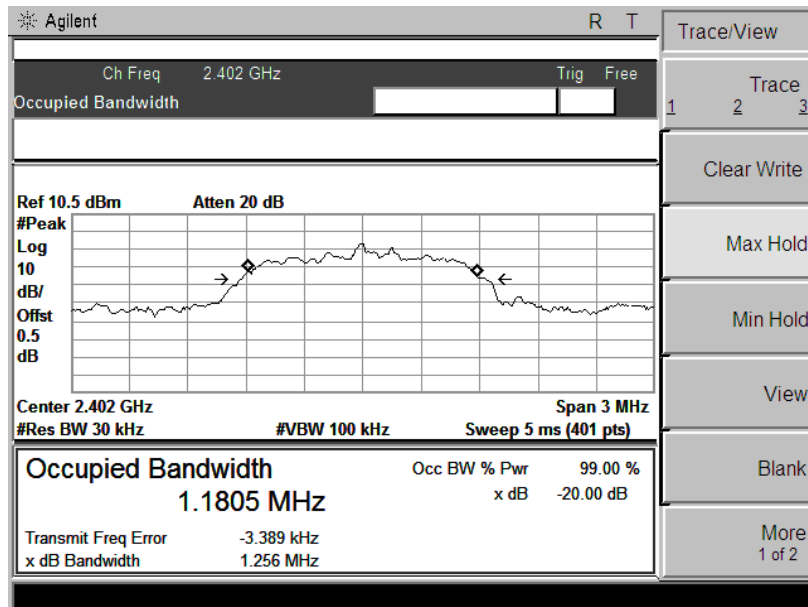 Agilent R T
Trace/View
Ch Freq 2.402 GHz Trig Free
Occupied Bandwidth
Trace
1 2 3
Clear Write
Max Hold
Min Hold
View
Blank
More
1 of 2
Ref 10.5 dBm Atten 20 dB
#Peak
Log
10
dB/
Offst
0.5
dB
Center 2.402 GHz Span 3 MHz
#Res BW 30 kHz #VBW 100 kHz Sweep 5 ms (401 pts)
Occupied Bandwidth Occ BW % Pwr 99.00 %
1.1805 MHz x dB -20.00 dB
Transmit Freq Error -3.389 kHz
x dB Bandwidth 1.256 MHz